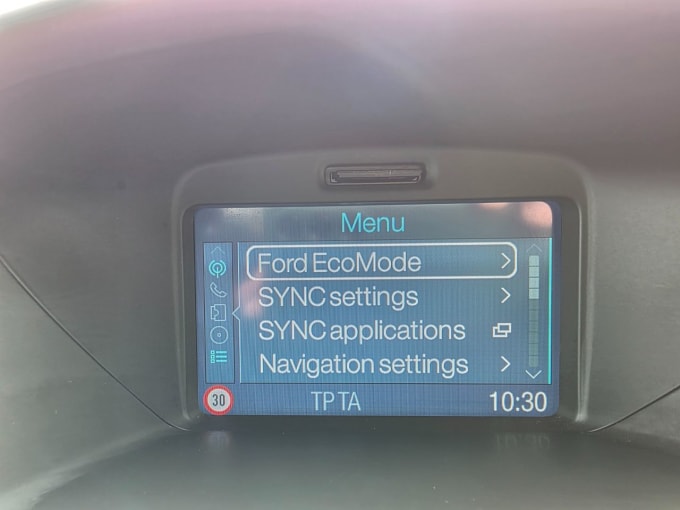 Menu
Ford EcoMode
SYNC settings
SYNC applications
Navigation settings
30 TP TA 10:30